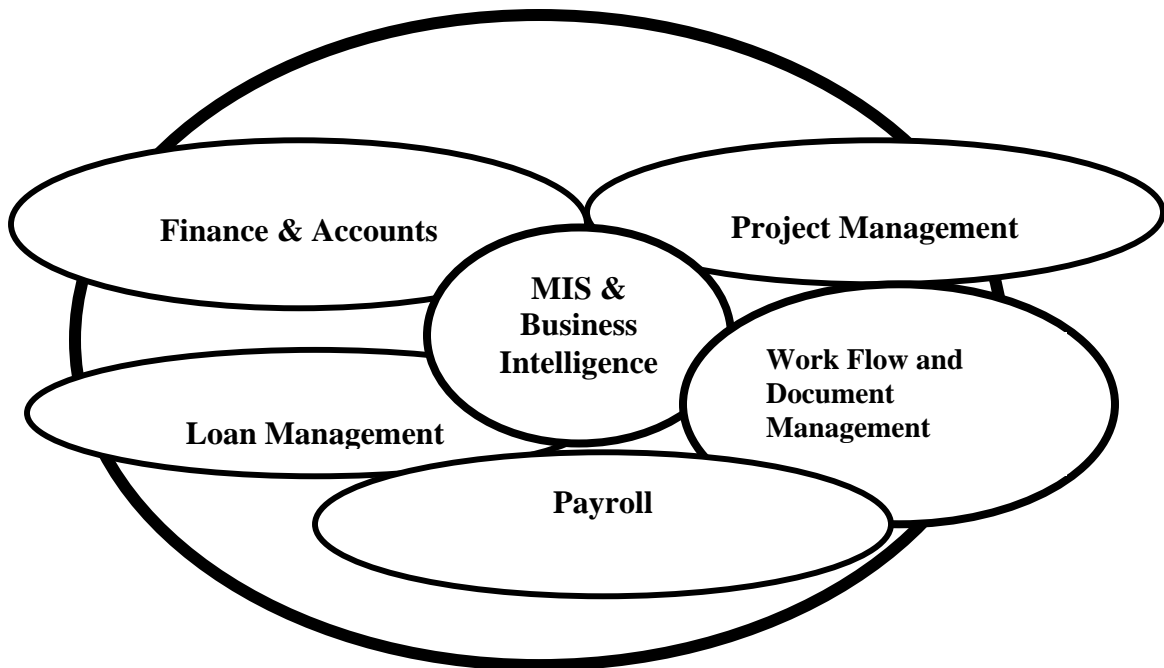 Finance & Accounts
Project Management
MIS &
Business
Intelligence
Work Flow and
Document
Management
Loan Management
Payroll